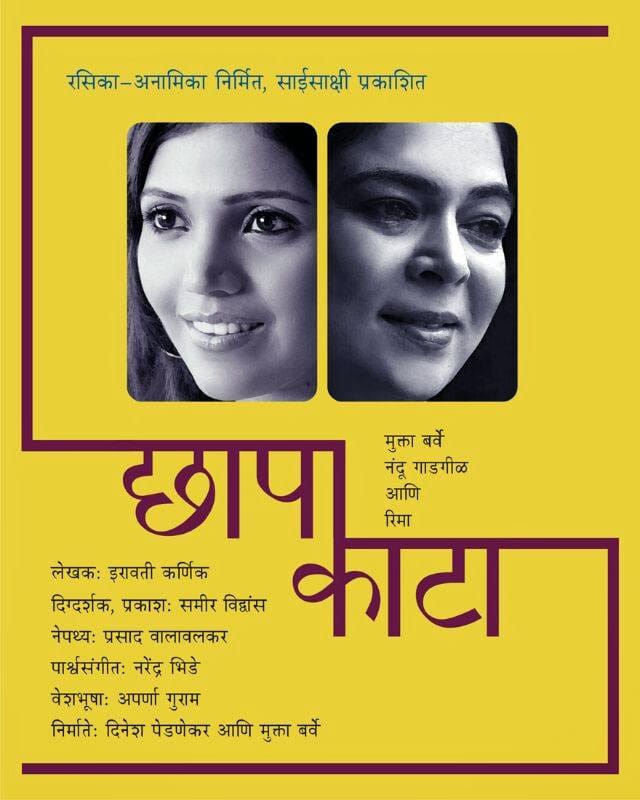 रसिका–अनामिका निर्मित, साईसाक्षी प्रकाशित
छापा
काटा
मुक्ता बर्वे
नंदू गाडगीळ
आणि
रिमा
लेखक: इरावती कर्णिक
दिग्दर्शक, प्रकाश: समीर विद्वांस
नेपथ्य: प्रसाद वालावलकर
पार्श्वसंगीत: नरेंद्र भिडे
वेशभूषा: अपर्णा गुराम
निर्माते: दिनेश पेडणेकर आणि मुक्ता बर्वे